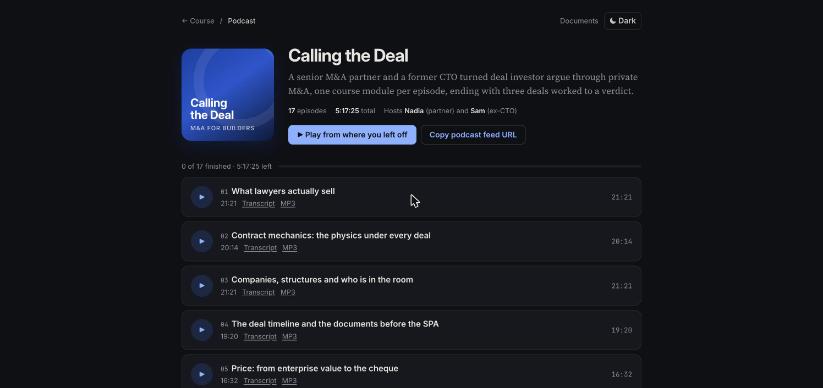 ← Course / Podcast
Documents
Dark
Calling
the Deal
M&A FOR BUILDERS
Calling the Deal
A senior M&A partner and a former CTO turned deal investor argue through private
M&A, one course module per episode, ending with three deals worked to a verdict.
17 episodes 5:17:25 total Hosts Nadia (partner) and Sam (ex-CTO)
Play from where you left off
Copy podcast feed URL
0 of 17 finished · 5:17:25 left
01 What lawyers actually sell
21:21 Transcript MP3
21:21
02 Contract mechanics: the physics under every deal
20:14 Transcript MP3
20:14
03 Companies, structures and who is in the room
21:21 Transcript MP3
21:21
04 The deal timeline and the documents before the SPA
19:20 Transcript MP3
19:20
05 Price: from enterprise value to the cheque
16:32 Transcript MP3
16:32